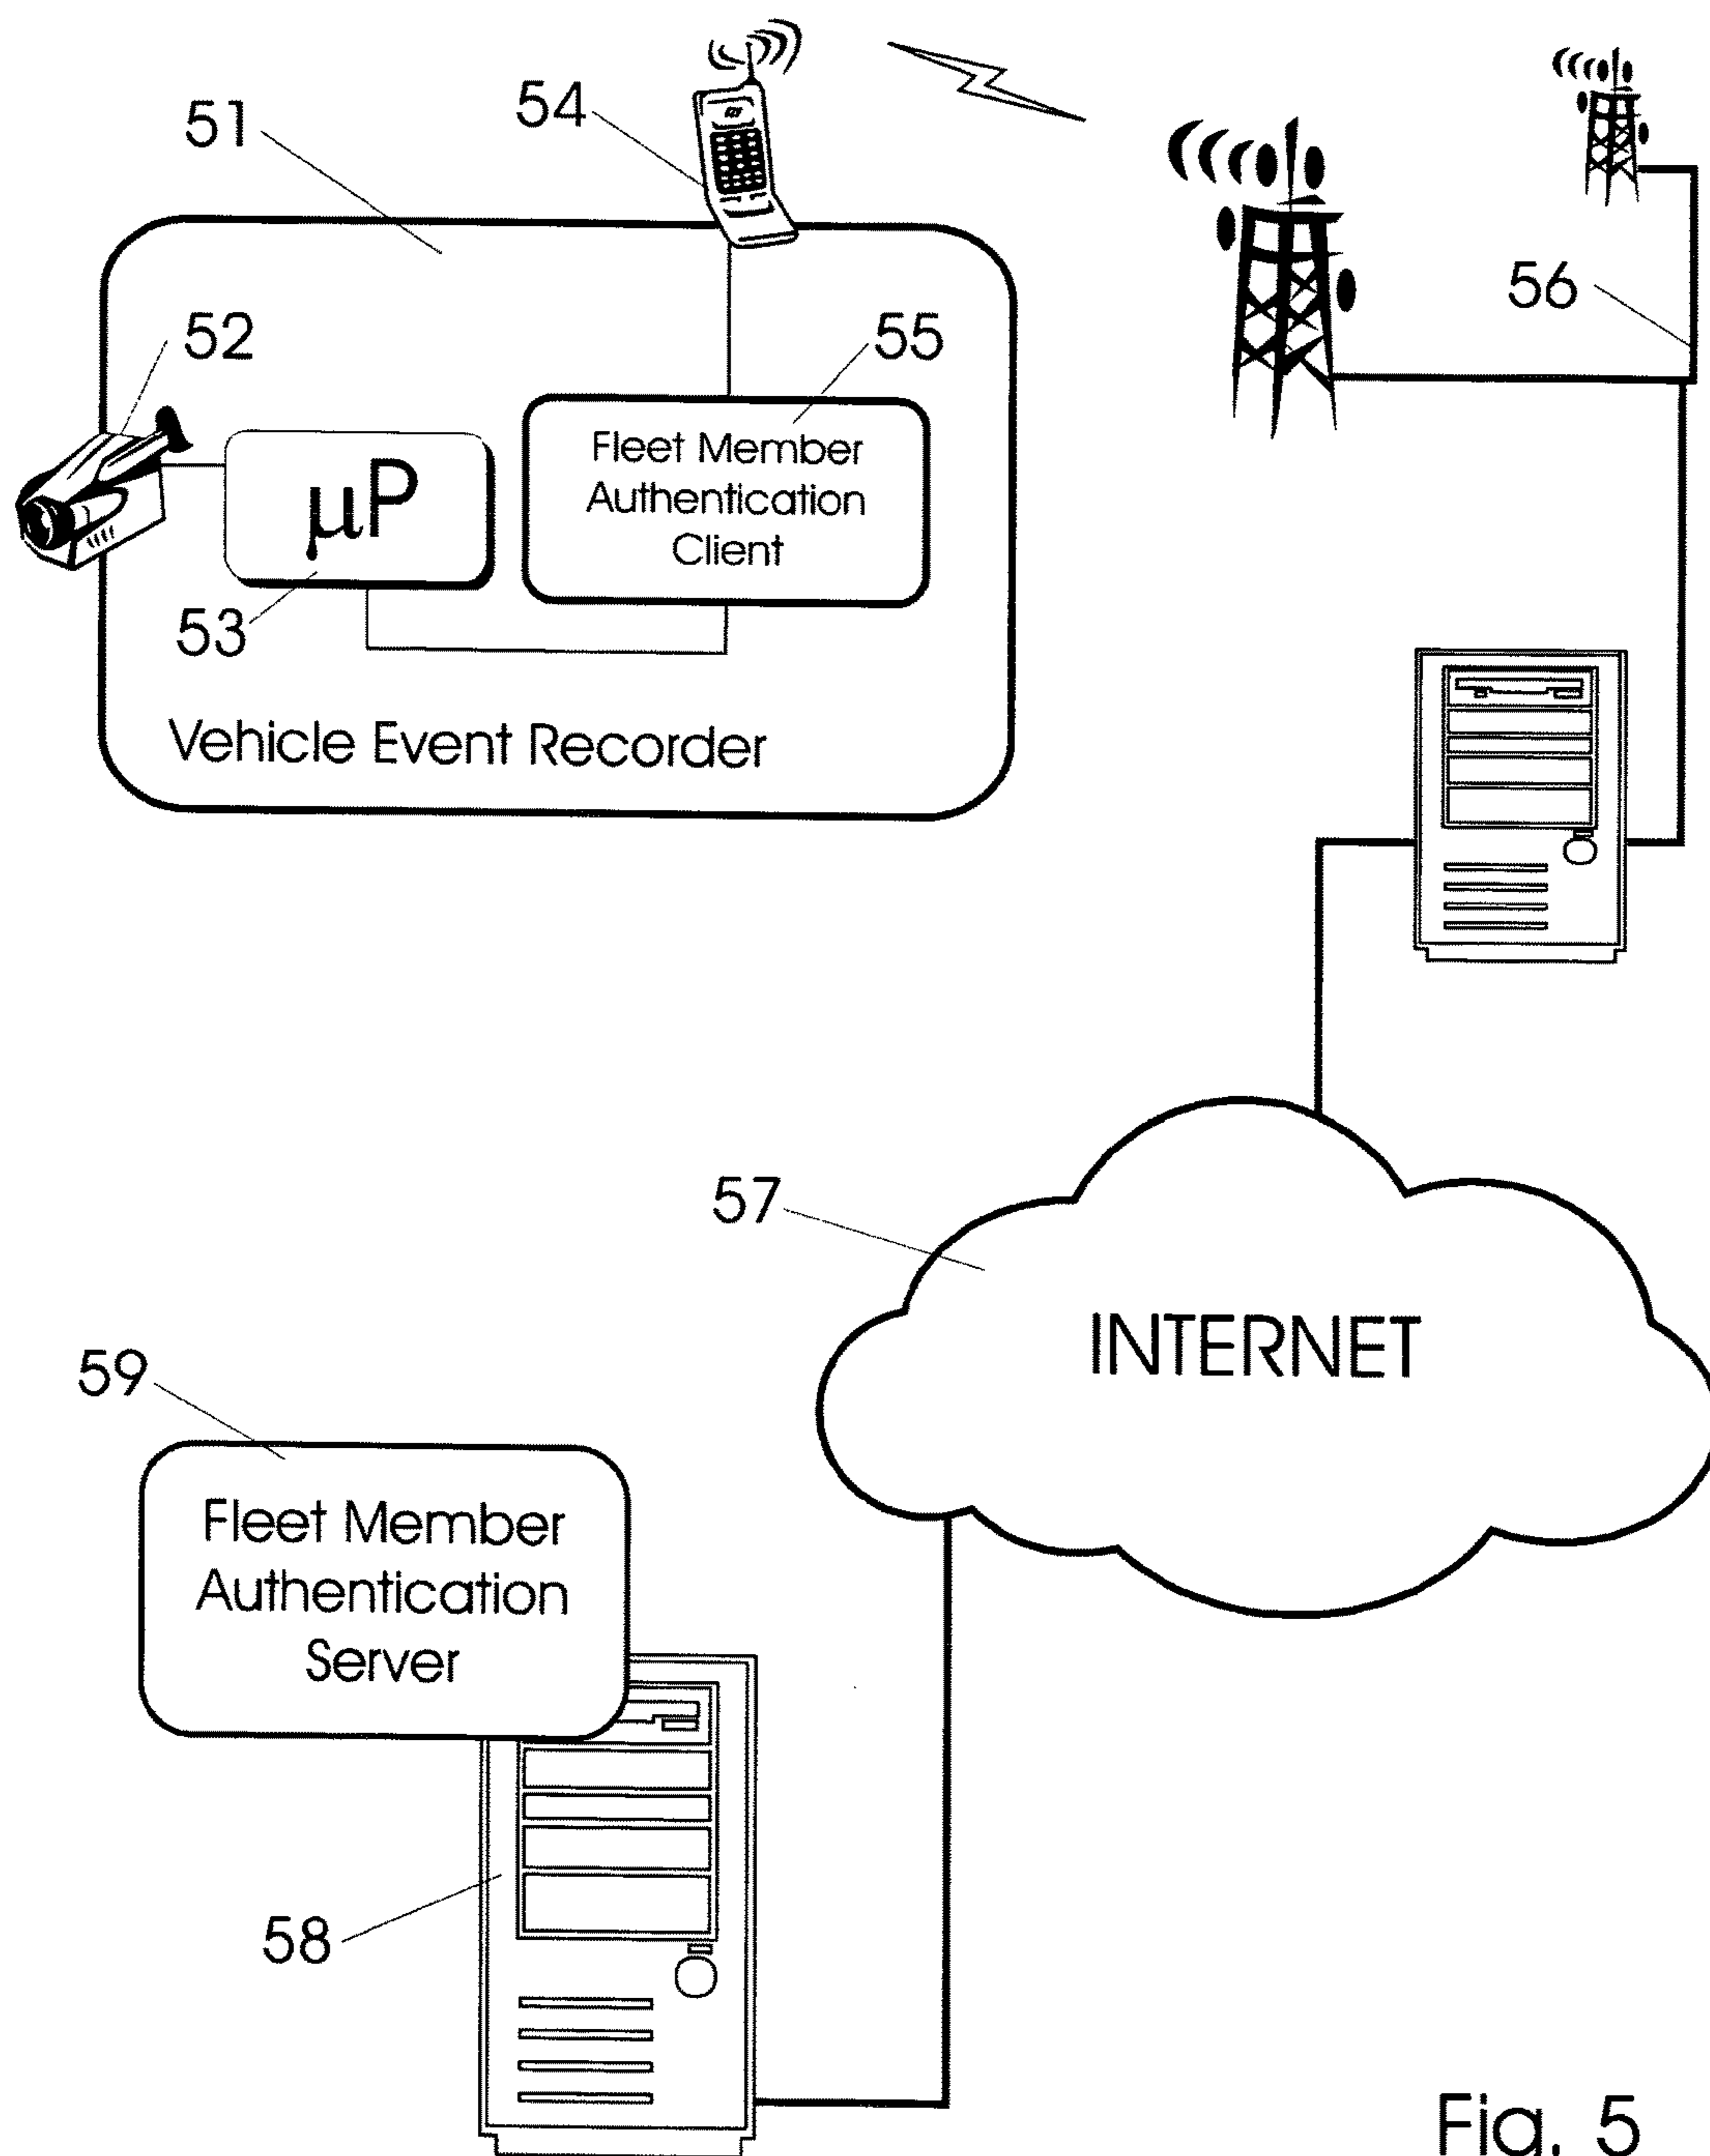 51
54
56
52
55
Fleet Member
Authentication
Client
µP
53
Vehicle Event Recorder
57
INTERNET
59
Fleet Member
Authentication
Server
58
Fig. 5